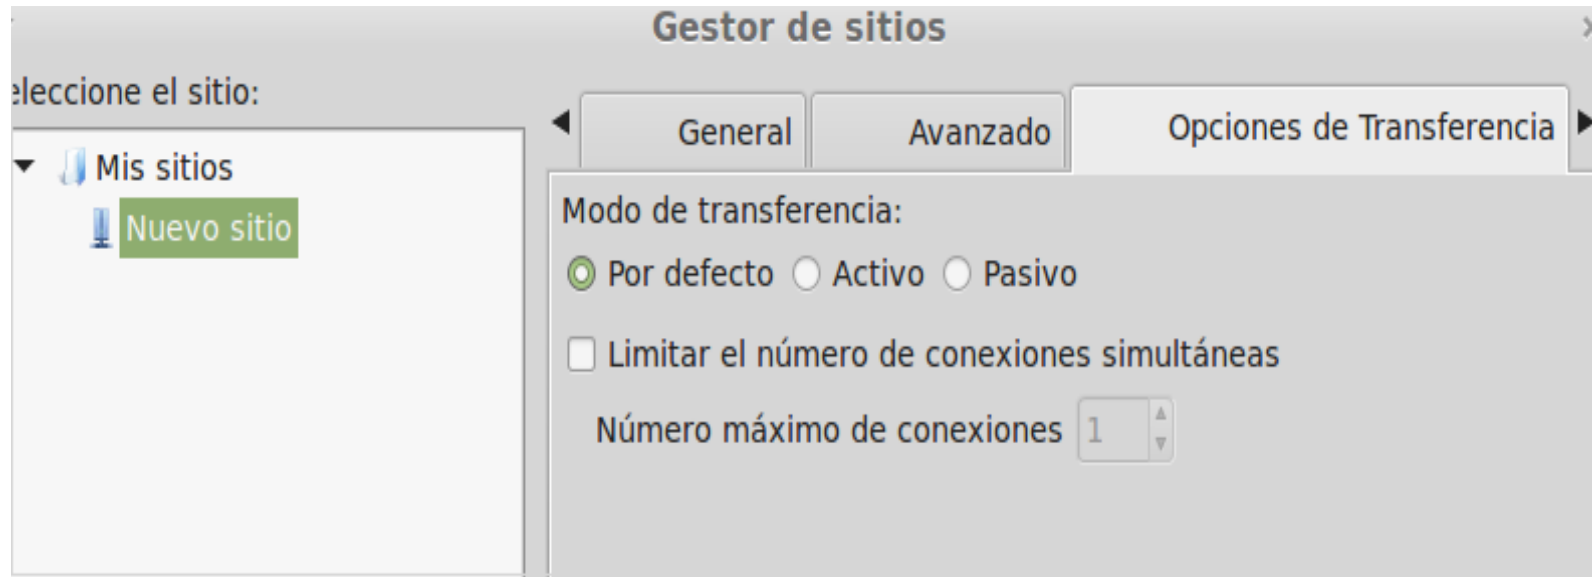 Gestor de sitios
eleccione el sitio:
General
Avanzado
Opciones de Transferencia
Mis sitios
Nuevo sitio
Modo de transferencia:
Por defecto
Activo
Pasivo
Limitar el número de conexiones simultáneas
Número máximo de conexiones
1